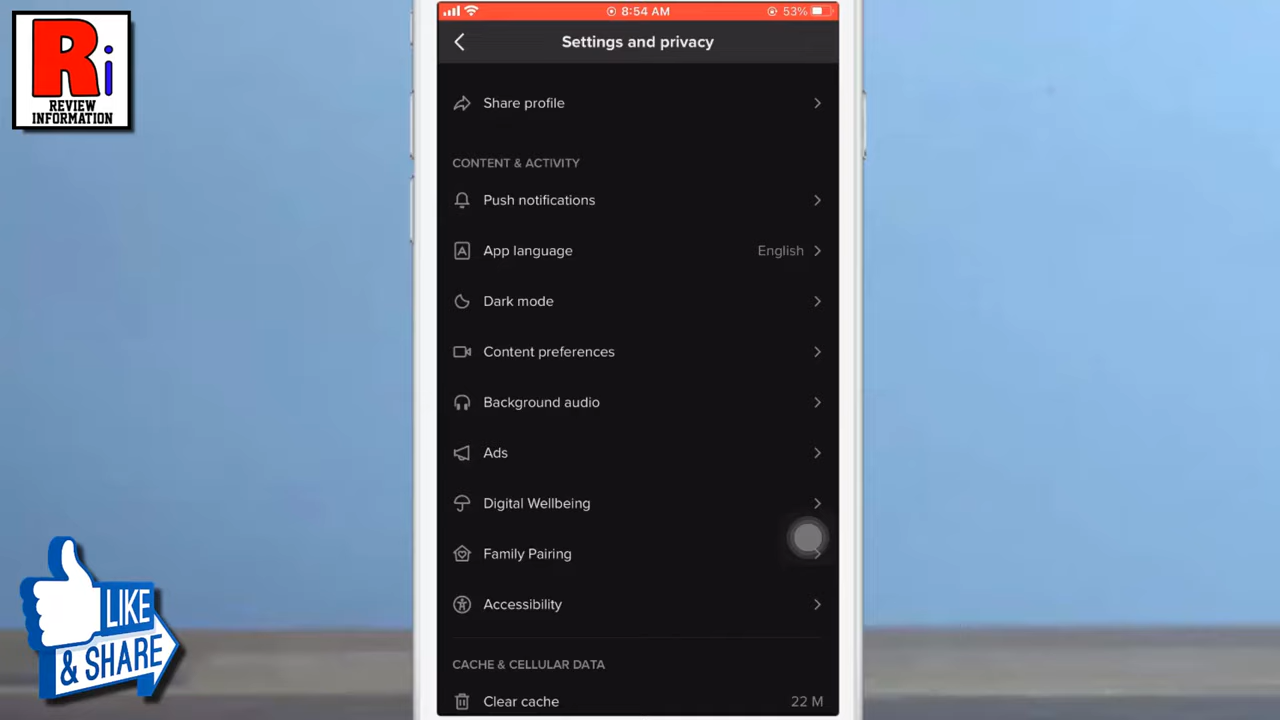 Ri
REVIEW
INFORMATION
8:54 AM
53%
Settings and privacy
Share profile
CONTENT & ACTIVITY
Push notifications
App language English
Dark mode
Content preferences
Background audio
Ads
Digital Wellbeing
Family Pairing
Accessibility
CACHE & CELLULAR DATA
Clear cache 22 M
LIKE
& SHARE